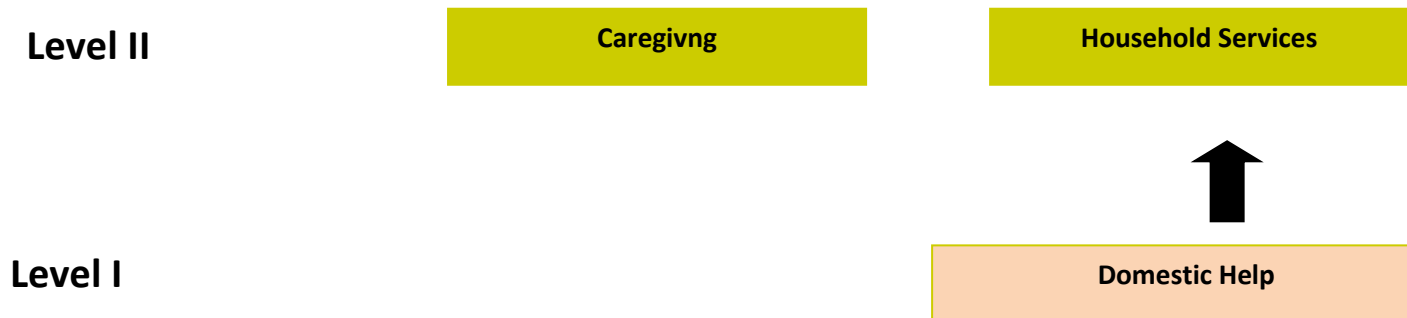 Level II
Caregivng
Household Services
Level I
Domestic Help